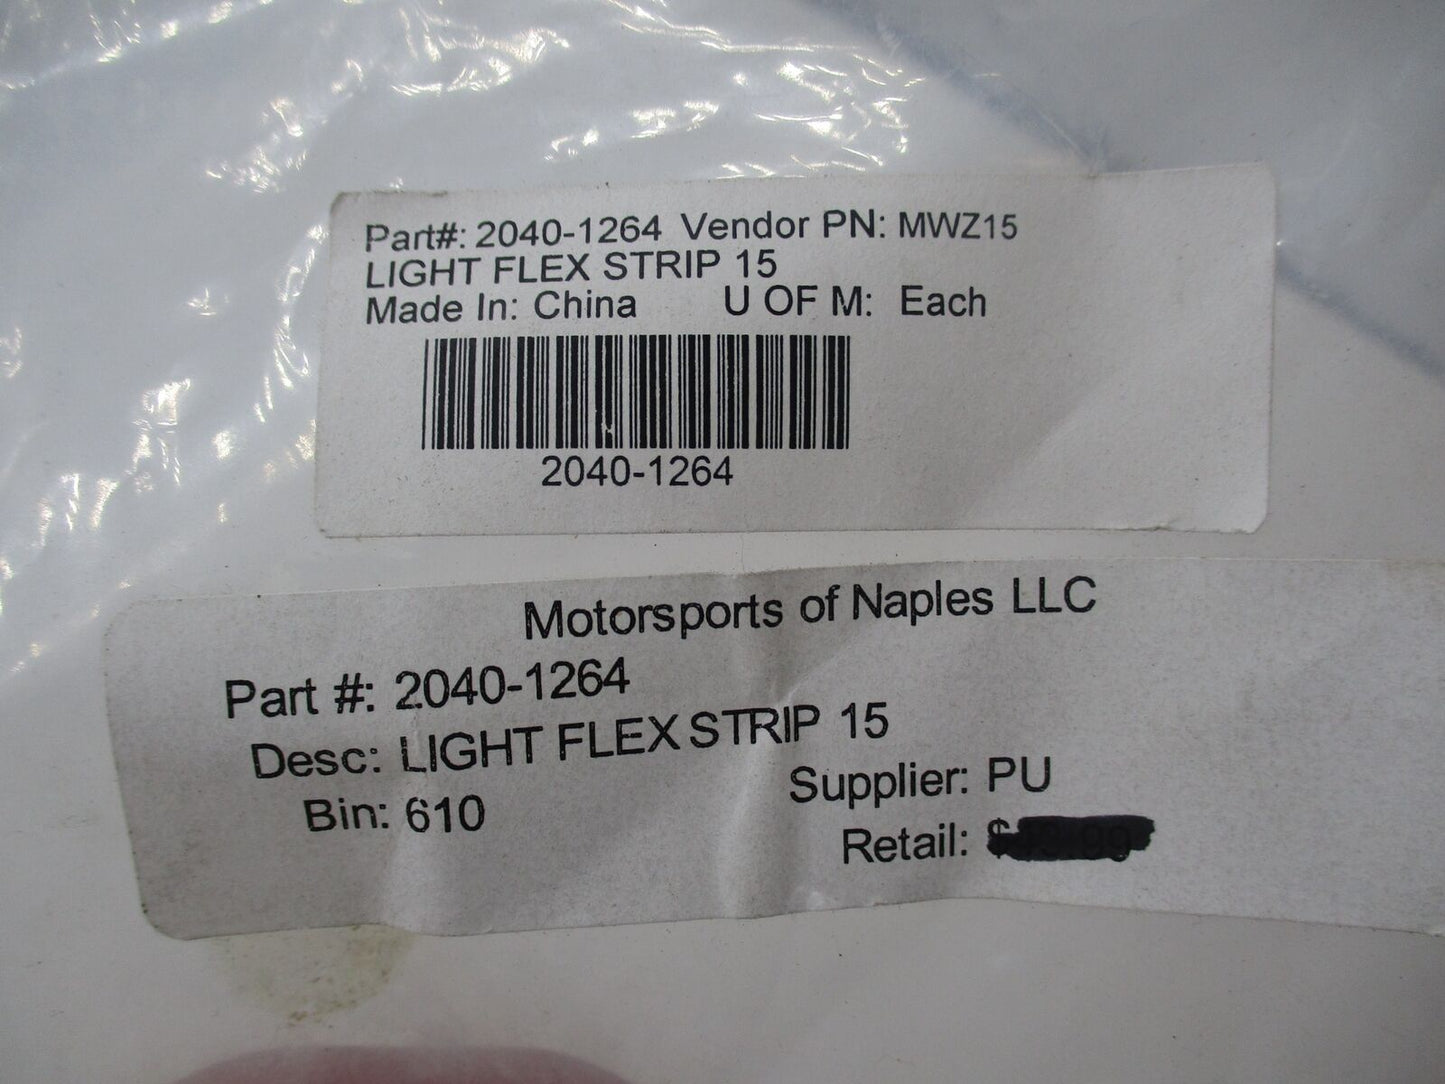 Part#: 2040-1264 Vendor PN: MWZ15
LIGHT FLEX STRIP 15
Made In: China U OF M: Each
2040-1264
Motorsports of Naples LLC
Part #: 2040-1264
Desc: LIGHT FLEX STRIP 15
Bin: 610 Supplier: PU
Retail: